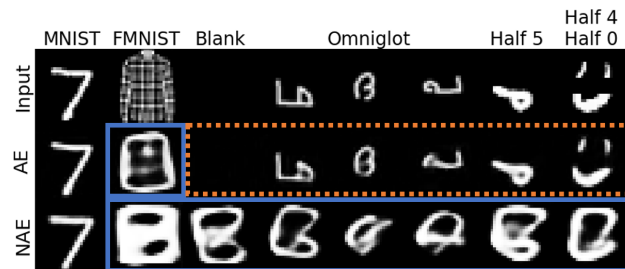 Half 4
MNIST FMNIST Blank Omniglot Half 5 Half 0
Input
AE
NAE